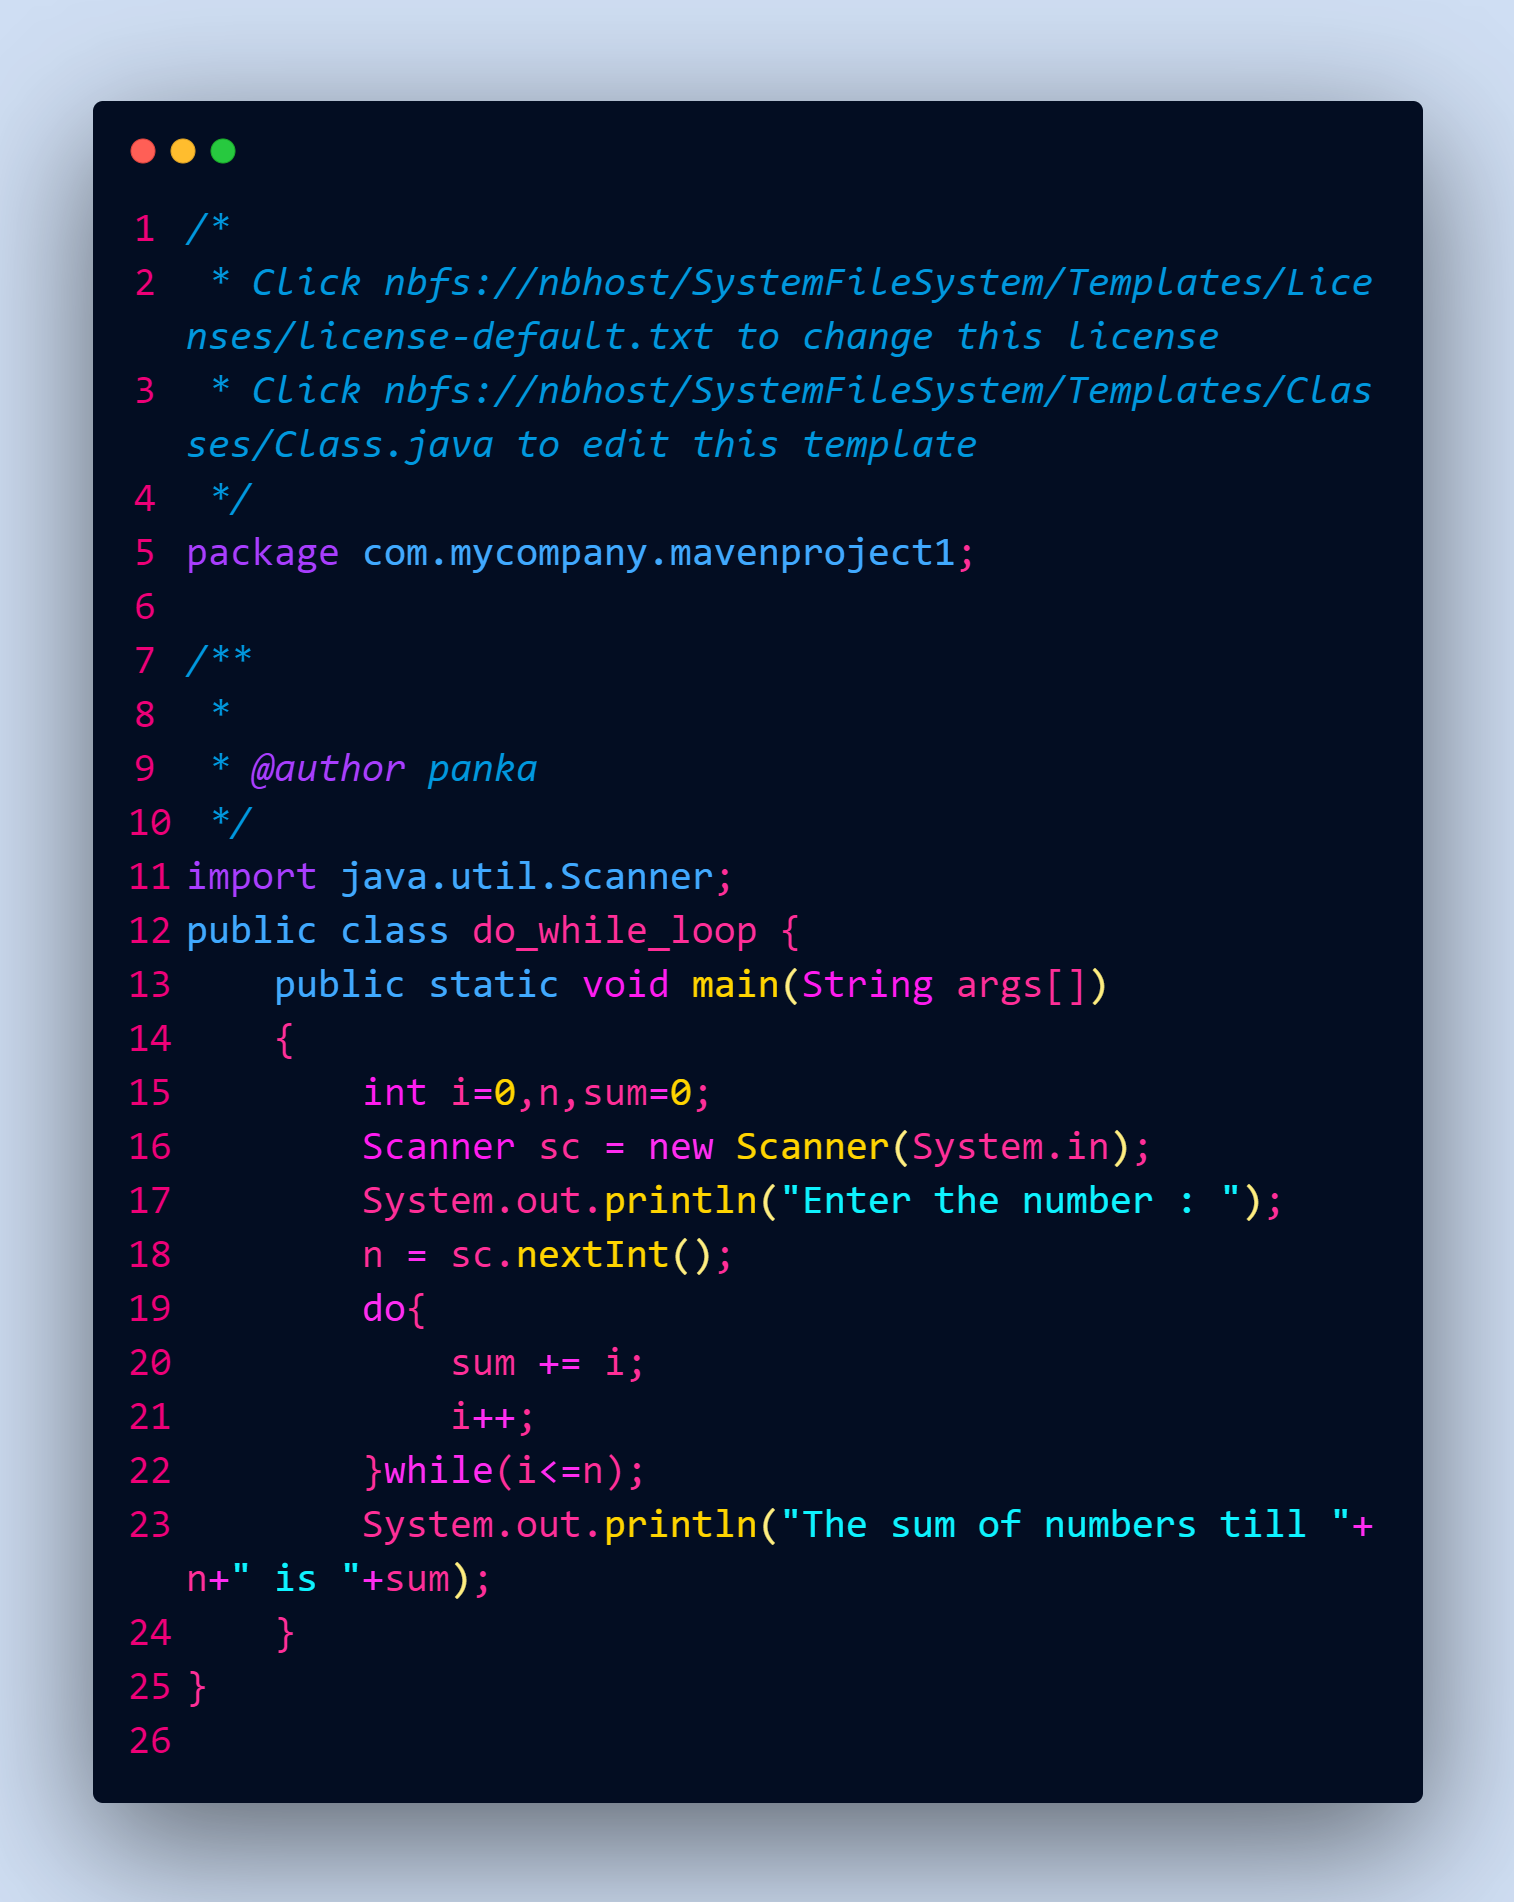 1 /*
2  * Click nbfs://nbhost/SystemFileSystem/Templates/Lice
nses/license-default.txt to change this license
3  * Click nbfs://nbhost/SystemFileSystem/Templates/Clas
ses/Class.java to edit this template
4  */
5 package com.mycompany.mavenproject1;
6
7 /**
8  *
9  * @author panka
10  */
11 import java.util.Scanner;
12 public class do_while_loop {
13     public static void main(String args[])
14     {
15         int i=0,n,sum=0;
16         Scanner sc = new Scanner(System.in);
17         System.out.println("Enter the number : ");
18         n = sc.nextInt();
19         do{
20             sum += i;
21             i++;
22         }while(i<=n);
23         System.out.println("The sum of numbers till "+
n+" is "+sum);
24     }
25 }
26